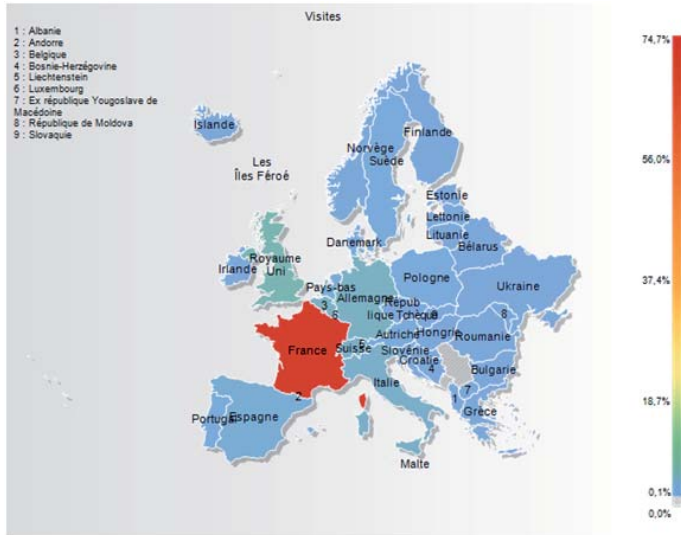 Visites
1 : Albanie
2 : Andorre
3 : Belgique
4 : Bosnie-Herzégovine
5 : Liechtenstein
6 : Luxembourg
7 : Ex république Yougoslave de
Macédoine
8 : République de Moldova
9 : Slovaquie
74,7%
56,0%
37,4%
18,7%
0,1%
0,0%
Islande
Finlande
Norvège
Suède
Les
Îles Féroé
Estonie
Lettonie
Lituanie
Danemark
Bélarus
Royaume
Uni
Irlande
Pays-bas
Pologne
Allemagne
Ukraine
3
6
Répub
lique Tchèque
9
8
Autriche
Hongrie
Roumanie
France
Suisse
5
Slovénie
Croatie
4
Bulgarie
Italie
7
1
Grèce
2
Portugal
Espagne
Malte